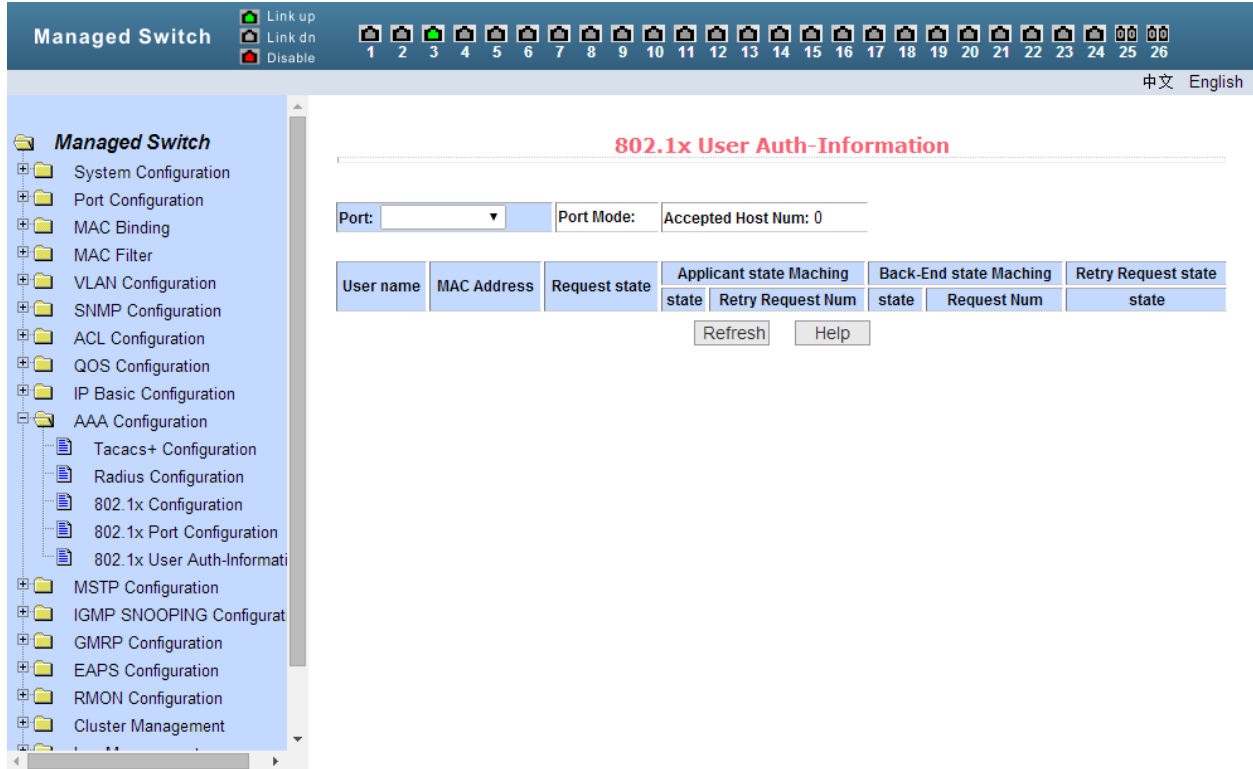 Managed Switch
Link up
Link dn
Disable
1 2 3 4 5 6 7 8 9 10 11 12 13 14 15 16 17 18 19 20 21 22 23 24 25 26
中文 English
Managed Switch
System Configuration
Port Configuration
MAC Binding
MAC Filter
VLAN Configuration
SNMP Configuration
ACL Configuration
QOS Configuration
IP Basic Configuration
AAA Configuration
Tacacs+ Configuration
Radius Configuration
802.1x Configuration
802.1x Port Configuration
802.1x User Auth-Informati
MSTP Configuration
IGMP SNOOPING Configurat
GMRP Configuration
EAPS Configuration
RMON Configuration
Cluster Management
802.1x User Auth-Information
Port: Port Mode: Accepted Host Num: 0
User name MAC Address Request state Applicant state Maching Back-End state Maching Retry Request state
state Retry Request Num state Request Num state
Refresh Help